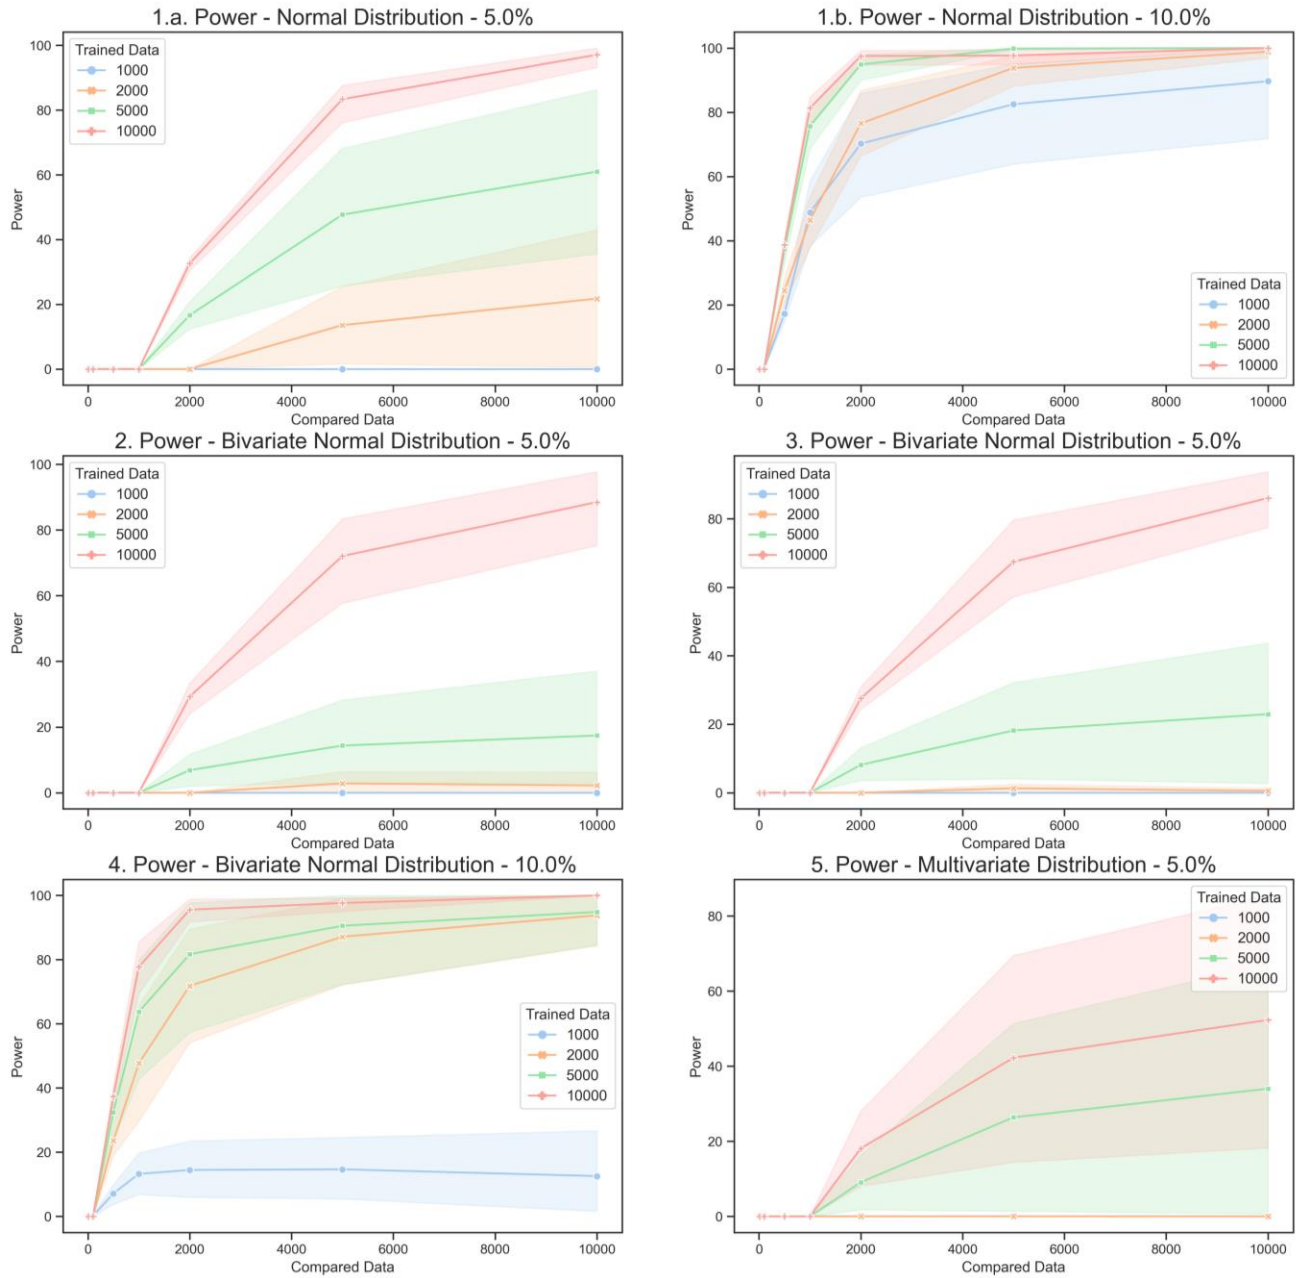 1.a. Power - Normal Distribution - 5.0%
100
80
60
40
20
0
Power
Trained Data
1000
2000
5000
10000
0 2000 4000 6000 8000 10000
Compared Data
1.b. Power - Normal Distribution - 10.0%
100
80
60
40
20
0
Power
Trained Data
1000
2000
5000
10000
0 2000 4000 6000 8000 10000
Compared Data
2. Power - Bivariate Normal Distribution - 5.0%
100
80
60
40
20
0
Power
Trained Data
1000
2000
5000
10000
0 2000 4000 6000 8000 10000
Compared Data
3. Power - Bivariate Normal Distribution - 5.0%
80
60
40
20
0
Power
Trained Data
1000
2000
5000
10000
0 2000 4000 6000 8000 10000
Compared Data
4. Power - Bivariate Normal Distribution - 10.0%
100
80
60
40
20
0
Power
Trained Data
1000
2000
5000
10000
0 2000 4000 6000 8000 10000
Compared Data
5. Power - Multivariate Distribution - 5.0%
80
60
40
20
0
Power
Trained Data
1000
2000
5000
10000
0 2000 4000 6000 8000 10000
Compared Data